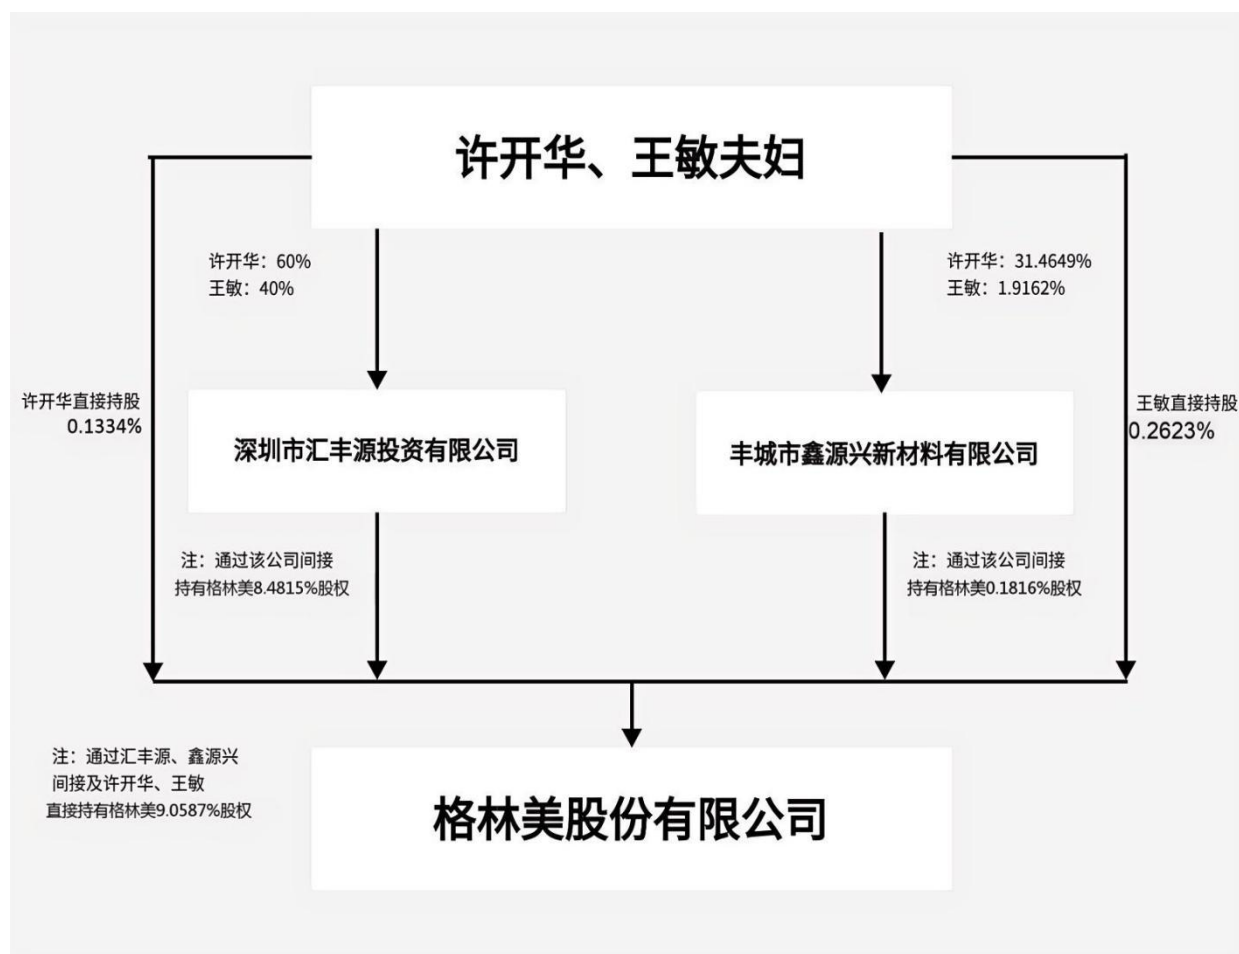 许开华、王敏夫妇
许开华：60%
王敏：40%
许开华：31.4649%
王敏：1.9162%
许开华直接持股
0.1334%
王敏直接持股
0.2623%
深圳市汇丰源投资有限公司
丰城市鑫源兴新材料有限公司
注：通过该公司间接
持有格林美8.4815%股权
注：通过该公司间接
持有格林美0.1816%股权
注：通过汇丰源、鑫源兴
间接及许开华、王敏
直接持有格林美9.0587%股权
格林美股份有限公司